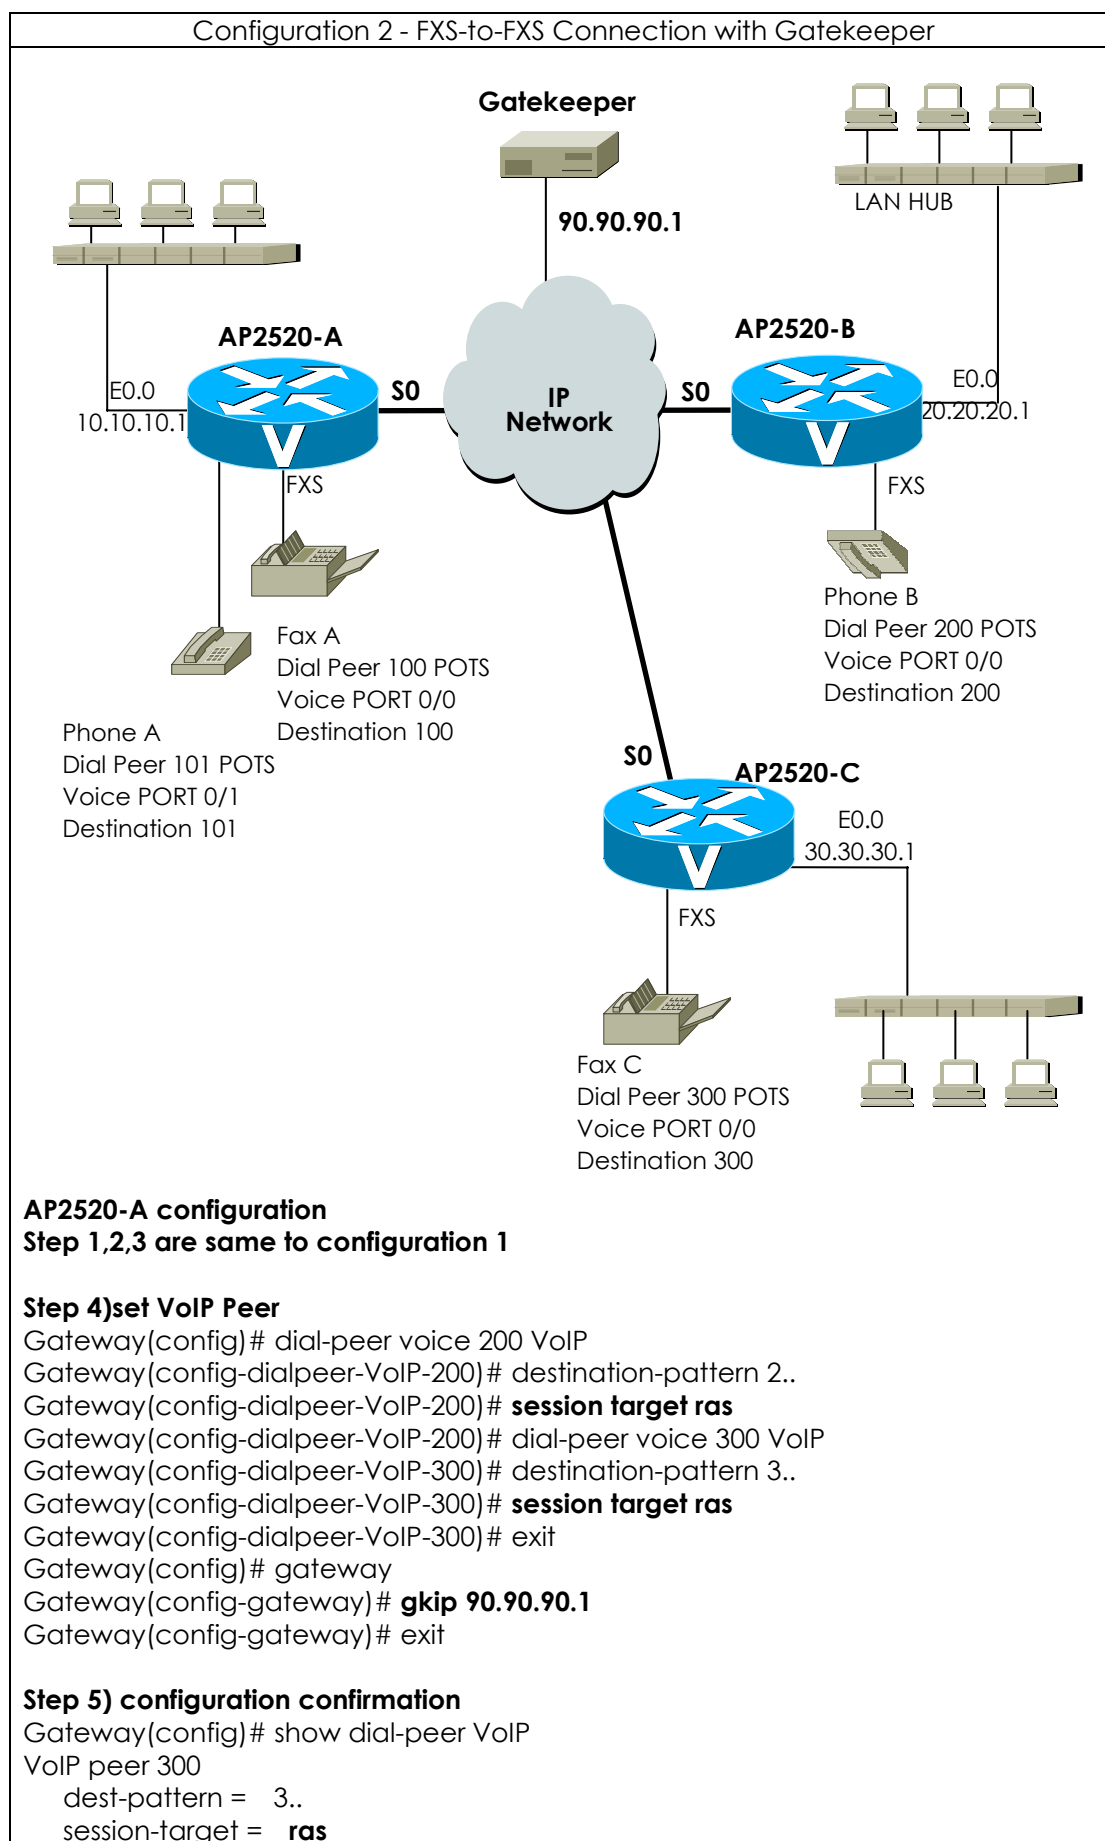 Configuration 2 - FXS-to-FXS Connection with Gatekeeper
Gatekeeper
90.90.90.1
LAN HUB
AP2520-A
AP2520-B
E0.0
10.10.10.1
S0
IP
Network
S0
E0.0
20.20.20.1
FXS
FXS
Fax A
Dial Peer 100 POTS
Voice PORT 0/0
Destination 100
Phone A
Dial Peer 101 POTS
Voice PORT 0/1
Destination 101
Phone B
Dial Peer 200 POTS
Voice PORT 0/0
Destination 200
S0
AP2520-C
E0.0
30.30.30.1
FXS
Fax C
Dial Peer 300 POTS
Voice PORT 0/0
Destination 300
V
V
V
AP2520-A configuration
Step 1,2,3 are same to configuration 1
Step 4)set VoIP Peer
Gateway(config)# dial-peer voice 200 VoIP
Gateway(config-dialpeer-VoIP-200)# destination-pattern 2..
Gateway(config-dialpeer-VoIP-200)# session target ras
Gateway(config-dialpeer-VoIP-200)# dial-peer voice 300 VoIP
Gateway(config-dialpeer-VoIP-300)# destination-pattern 3..
Gateway(config-dialpeer-VoIP-300)# session target ras
Gateway(config-dialpeer-VoIP-300)# exit
Gateway(config)# gateway
Gateway(config-gateway)# gkip 90.90.90.1
Gateway(config-gateway)# exit
Step 5) configuration confirmation
Gateway(config)# show dial-peer VoIP
VoIP peer 300
dest-pattern = 3..
session-target = ras